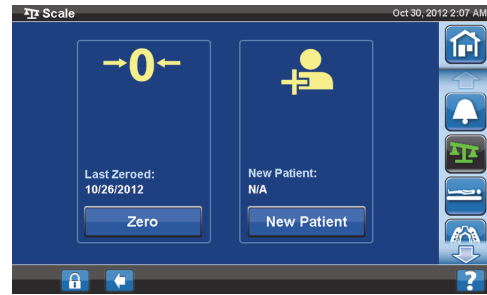 Scale
Oct 30, 2012 2:07 AM
→0←
Last Zeroed:
10/26/2012
Zero
New Patient:
N/A
New Patient
?